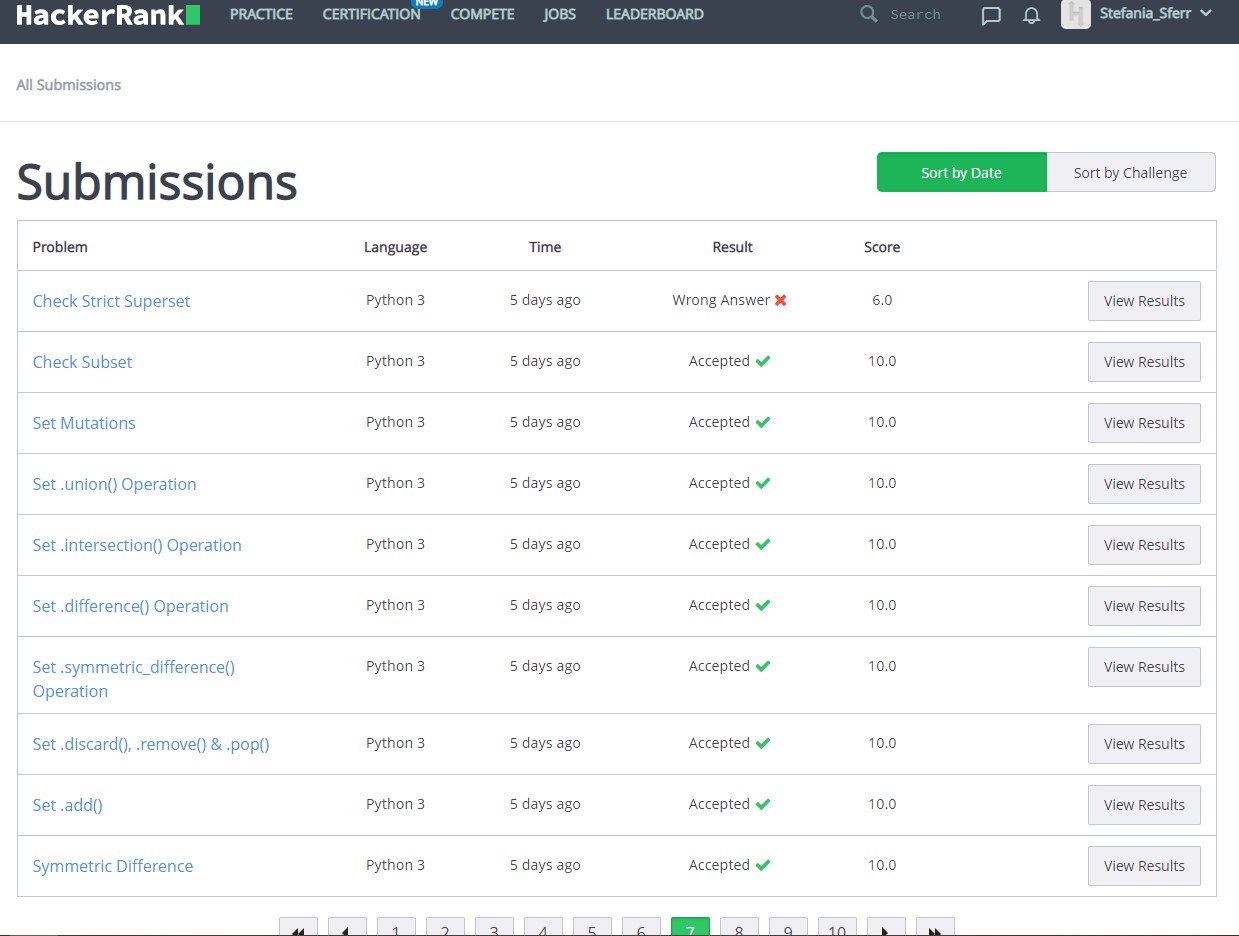 HackerRank PRACTICE CERTIFICATION NEW COMPETE JOBS LEADERBOARD Search Stefania_Sferr
All Submissions
Submissions Sort by Date Sort by Challenge
Problem Language Time Result Score
Check Strict Superset Python 3 5 days ago Wrong Answer 6.0 View Results
Check Subset Python 3 5 days ago Accepted 10.0 View Results
Set Mutations Python 3 5 days ago Accepted 10.0 View Results
Set .union() Operation Python 3 5 days ago Accepted 10.0 View Results
Set .intersection() Operation Python 3 5 days ago Accepted 10.0 View Results
Set .difference() Operation Python 3 5 days ago Accepted 10.0 View Results
Set .symmetric_difference() Python 3 5 days ago Accepted 10.0 View Results
Operation
Set .discard(), .remove() & .pop() Python 3 5 days ago Accepted 10.0 View Results
Set .add() Python 3 5 days ago Accepted 10.0 View Results
Symmetric Difference Python 3 5 days ago Accepted 10.0 View Results
1 2 3 4 5 6 7 8 9 10